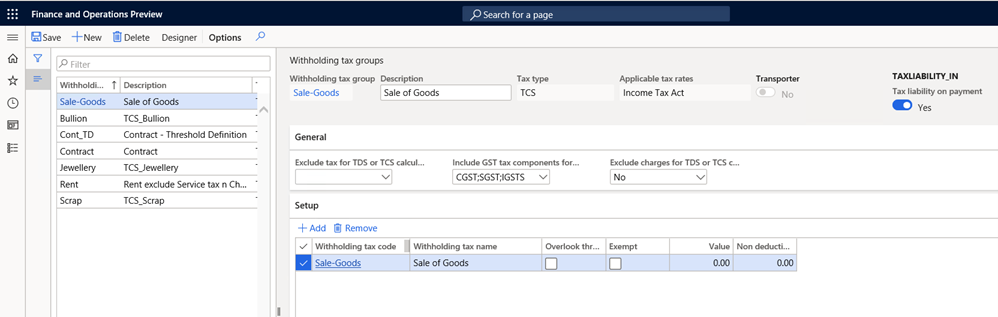 Finance and Operations Preview
Search for a page
Save New Delete Designer Options
Filter
Withholdi... Description
Sale-Goods Sale of Goods
Bullion TCS_Bullion
Cont_TD Contract - Threshold Definition
Contract Contract
Jewellery TCS_Jewellery
Rent Rent exclude Service tax n Ch...
Scrap TCS_Scrap
Withholding tax groups
Withholding tax group Description Tax type Applicable tax rates Transporter
Sale-Goods Sale of Goods TCS Income Tax Act No
TAXLIABILITY_IN
Tax liability on payment
Yes
General
Exclude tax for TDS or TCS calcul... Include GST tax components for... Exclude charges for TDS or TCS c...
CGST;SGST;IGSTS No
Setup
+ Add Remove
Withholding tax code Withholding tax name Overlook thr... Exempt Value Non deducti...
Sale-Goods Sale of Goods 0.00 0.00